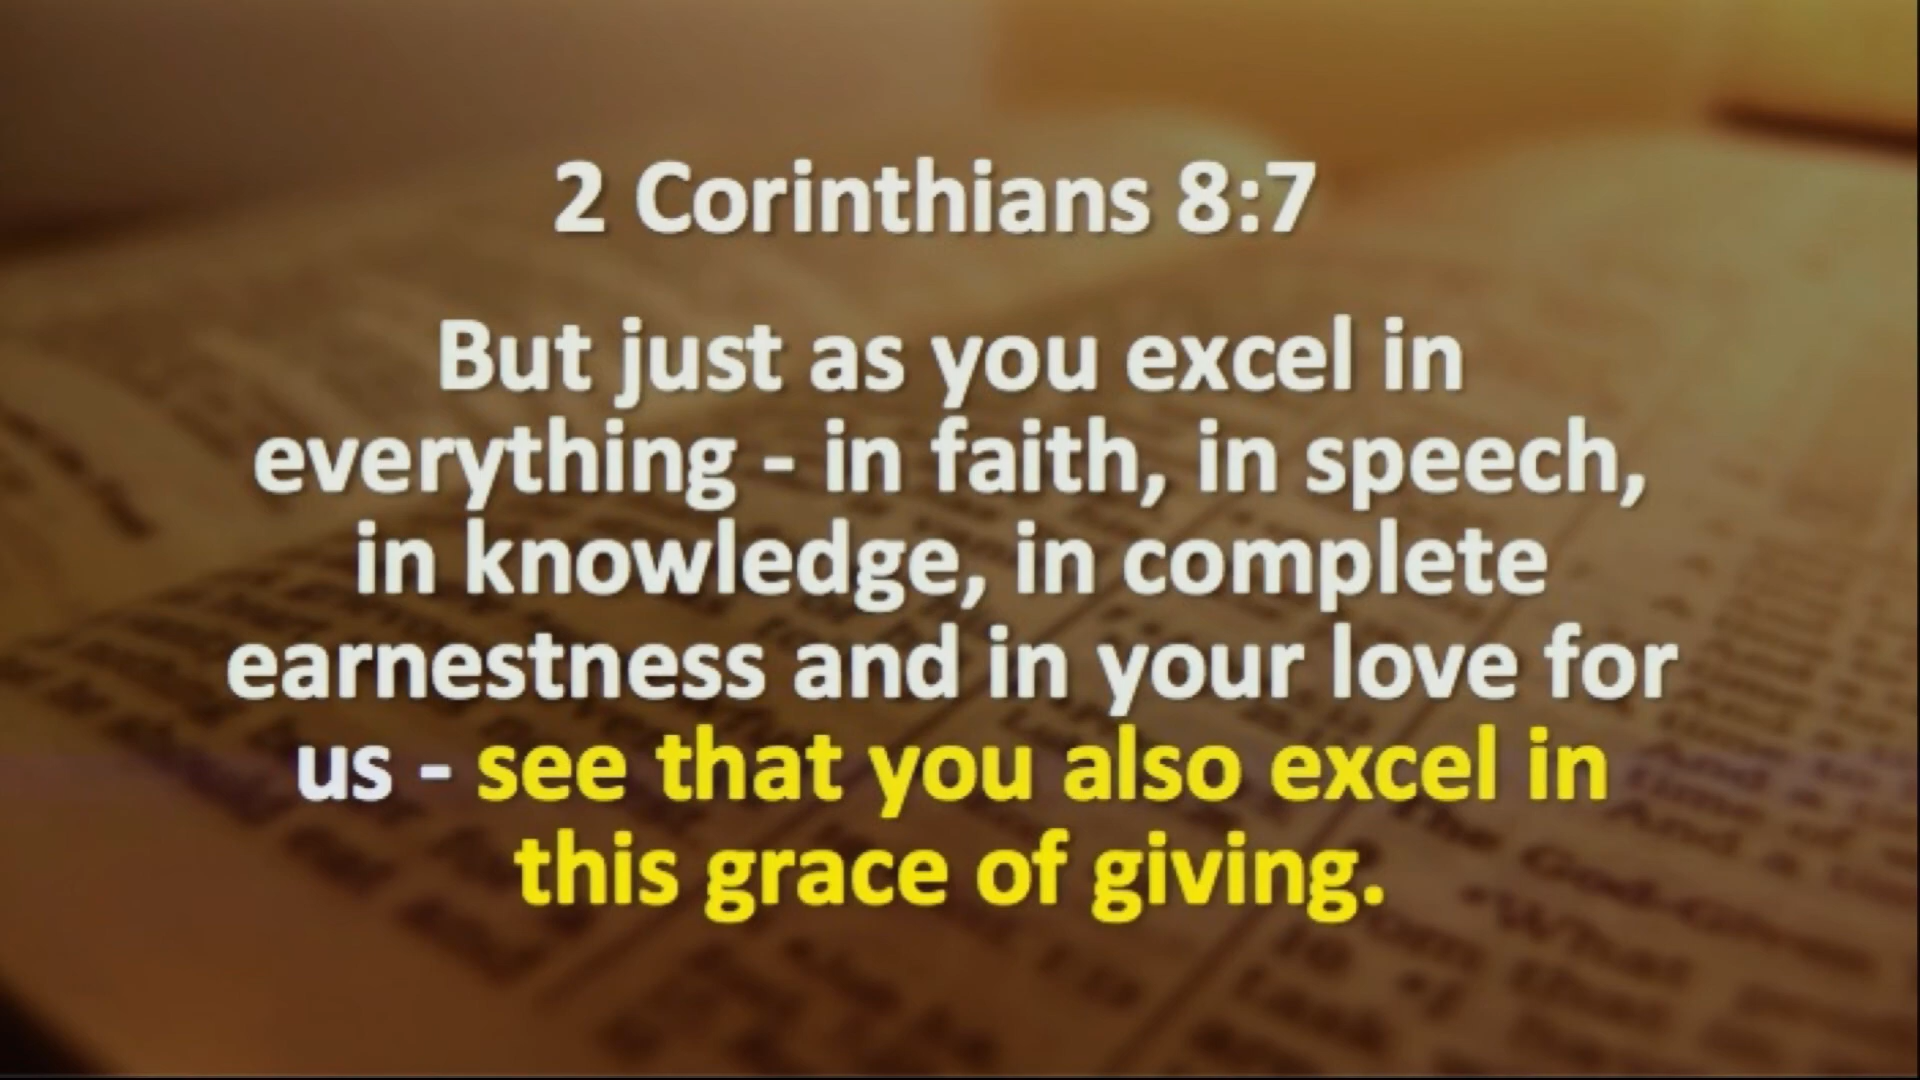 2 Corinthians 8:7
But just as you excel in
everything - in faith, in speech,
in knowledge, in complete
earnestness and in your love for
us - see that you also excel in
this grace of giving.